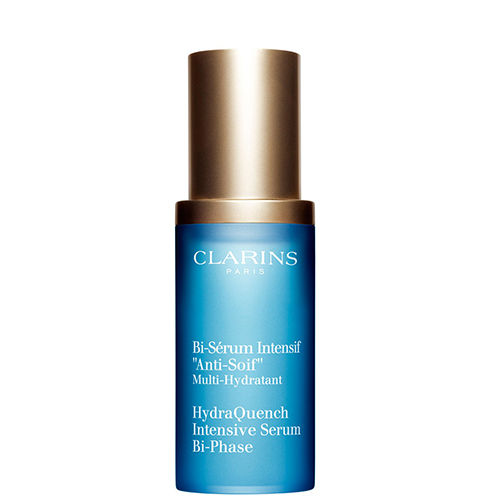 CLARINS
PARIS
Bi-Sérum Intensif
"Anti-Soif"
Multi-Hydratant
HydraQuench
Intensive Serum
Bi-Phase